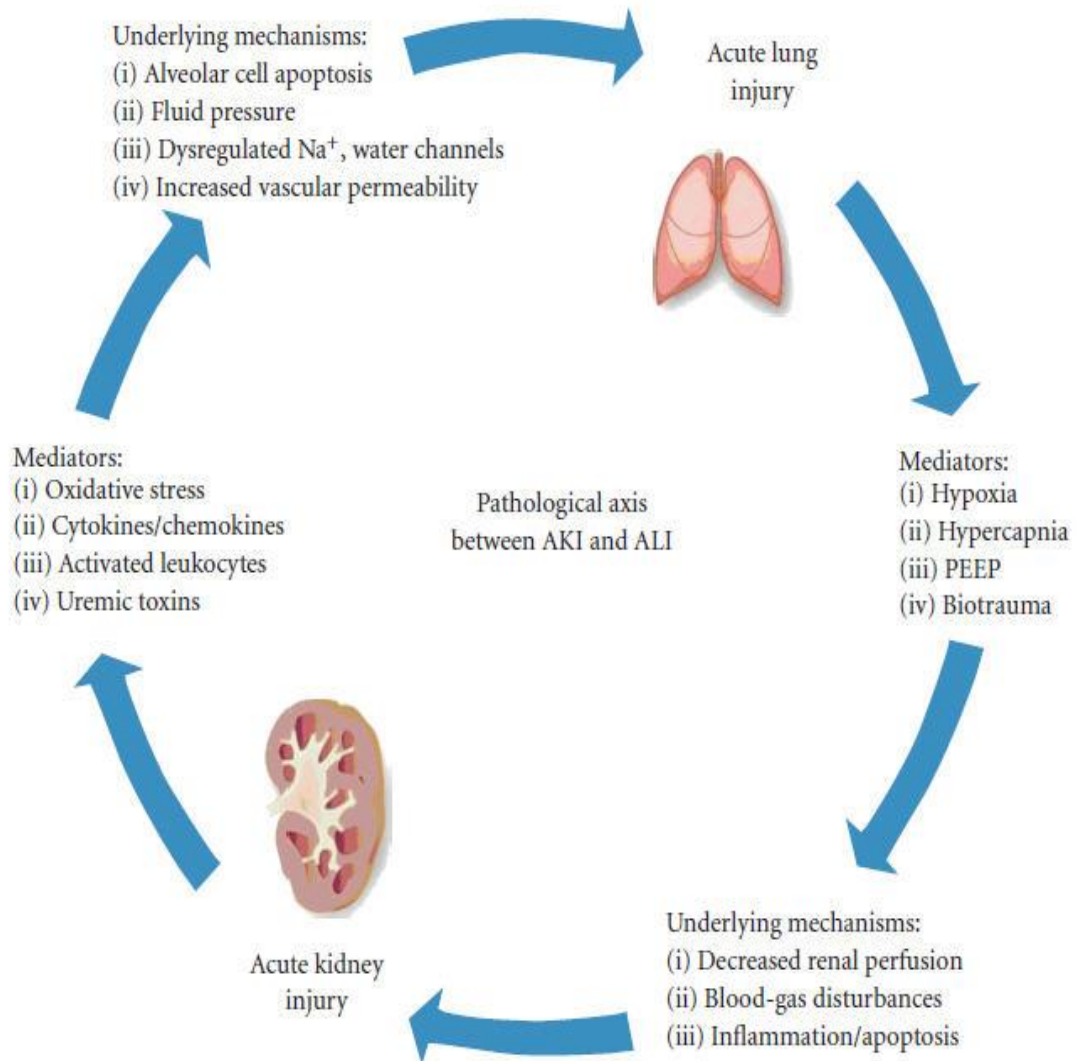 Underlying mechanisms:
(i) Alveolar cell apoptosis
(ii) Fluid pressure
(iii) Dysregulated Na⁺, water channels
(iv) Increased vascular permeability
Acute lung
injury
Mediators:
(i) Hypoxia
(ii) Hypercapnia
(iii) PEEP
(iv) Biotrauma
Underlying mechanisms:
(i) Decreased renal perfusion
(ii) Blood-gas disturbances
(iii) Inflammation/apoptosis
Acute kidney
injury
Mediators:
(i) Oxidative stress
(ii) Cytokines/chemokines
(iii) Activated leukocytes
(iv) Uremic toxins
Pathological axis
between AKI and ALI